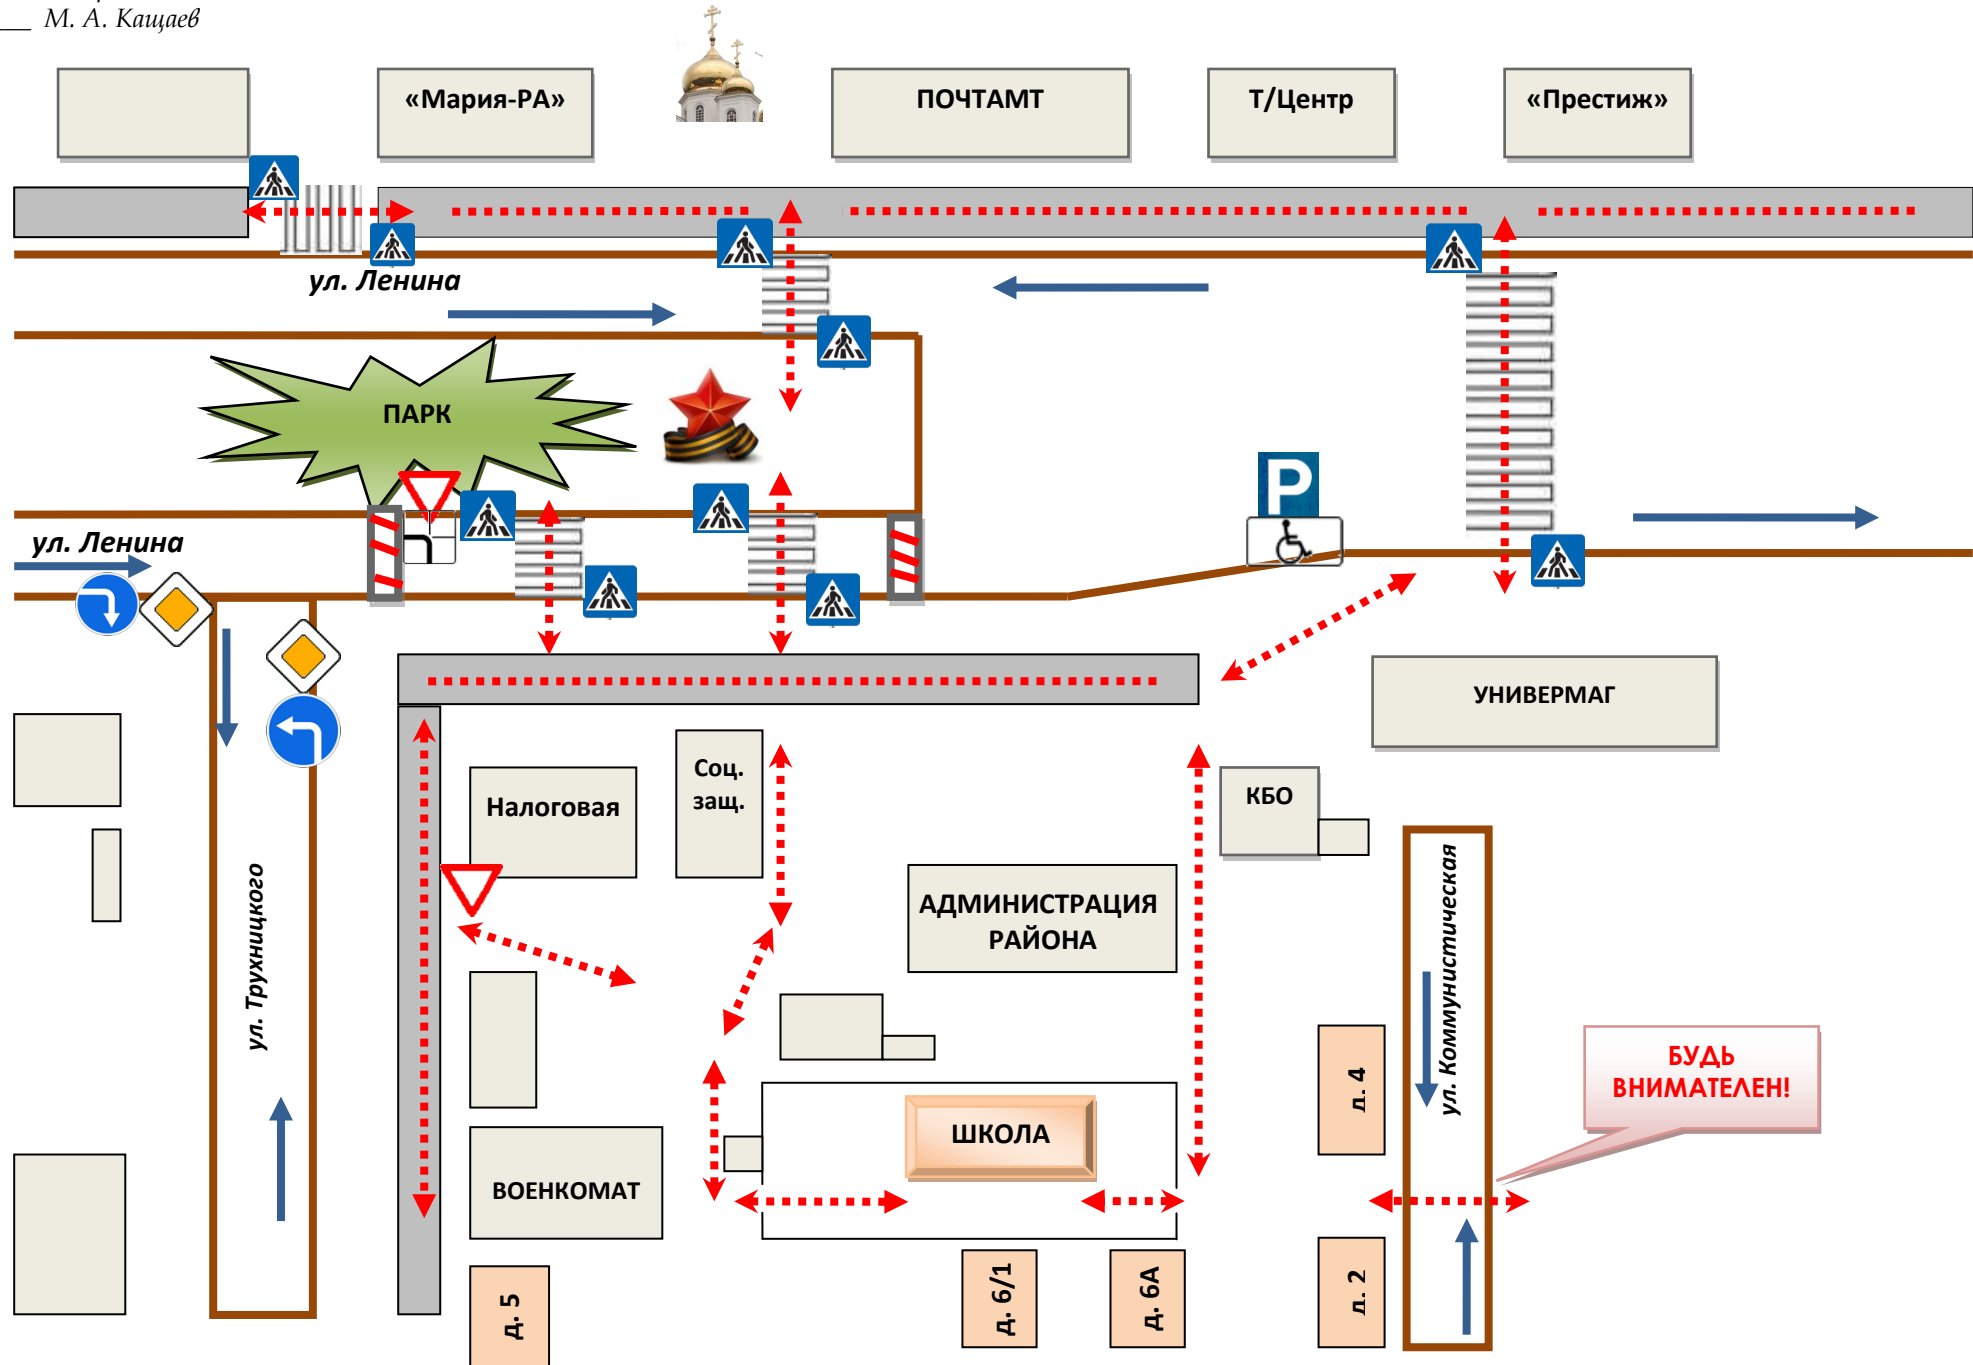 ___ М. А. Кащаев
«Мария-РА»
ПОЧТАМТ
Т/Центр
«Престиж»
ул. Ленина
ПАРК
P
ул. Ленина
УНИВЕРМАГ
Соц.
защ.
Налоговая
КБО
АДМИНИСТРАЦИЯ
РАЙОНА
ул. Трухницкого
ул. Коммунистическая
БУДЬ
ВНИМАТЕЛЕН!
д. 4
ШКОЛА
ВОЕНКОМАТ
д. 5
д. 6/1
д. 6А
д. 2